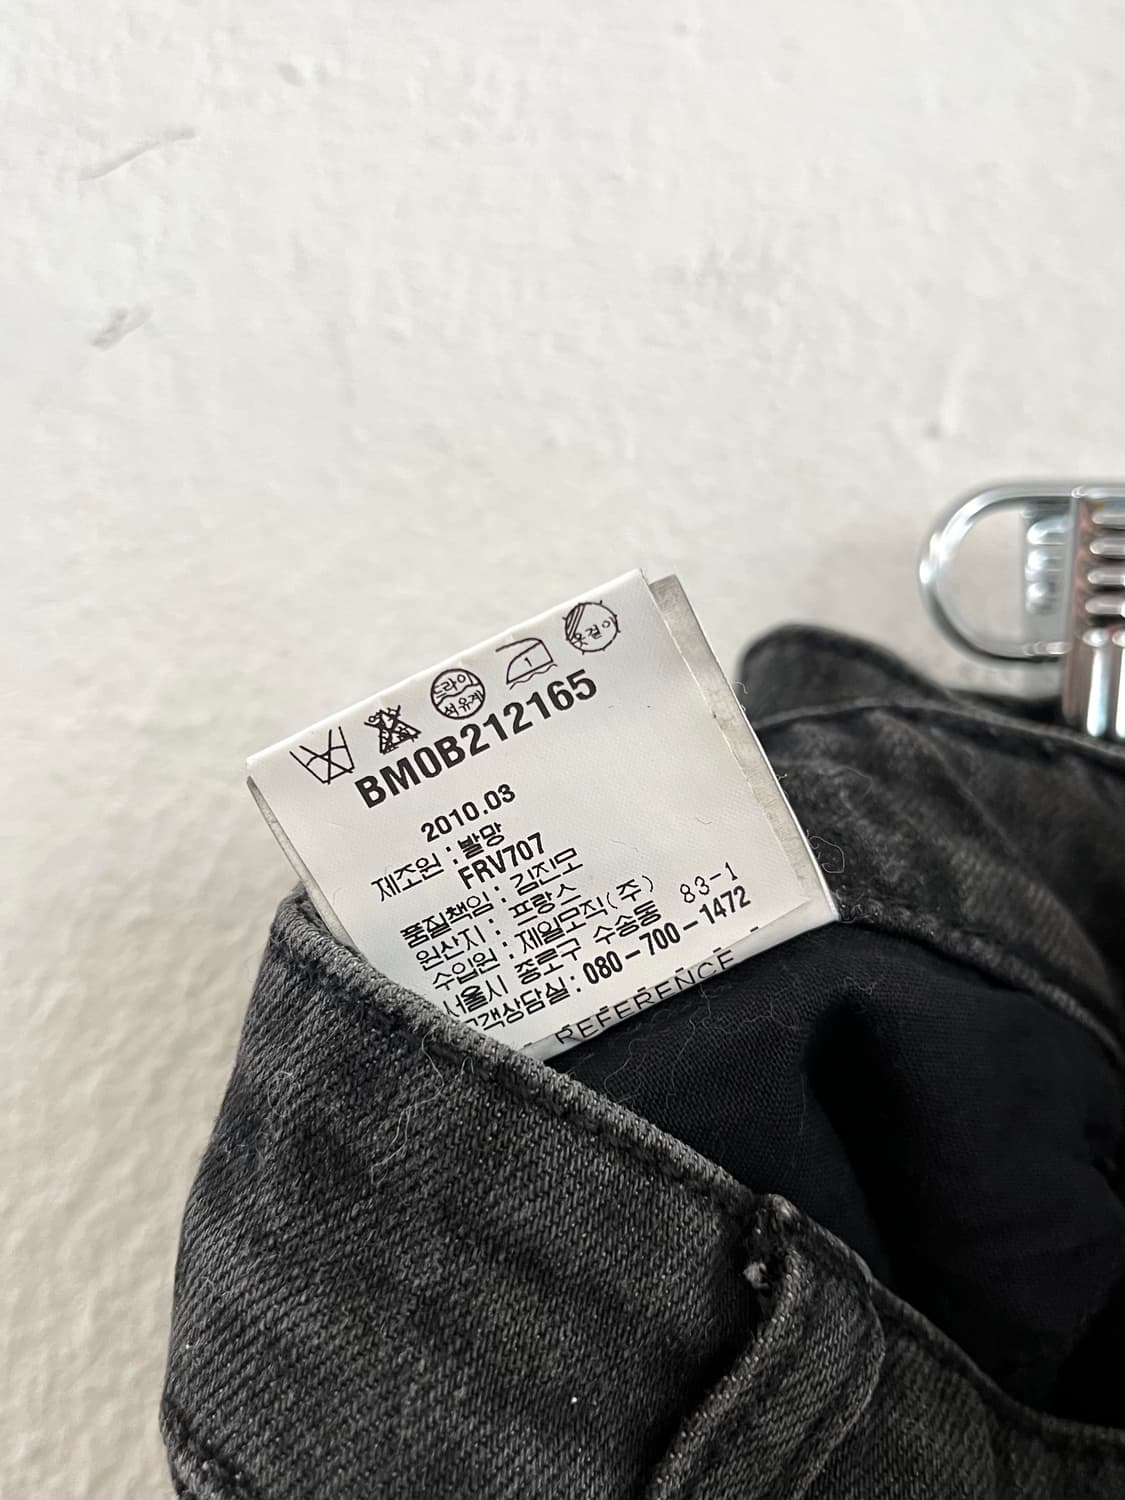 드라이
석유계
1
옷걸이
BM0B212165
2010.03
제조원 : 발망
FRV707
품질책임 : 김진모
원산지 : 프랑스
수입원 : 제일모직(주)
서울시 종로구 수송동 83-1
고객상담실 : 080-700-1472
REFERENCE